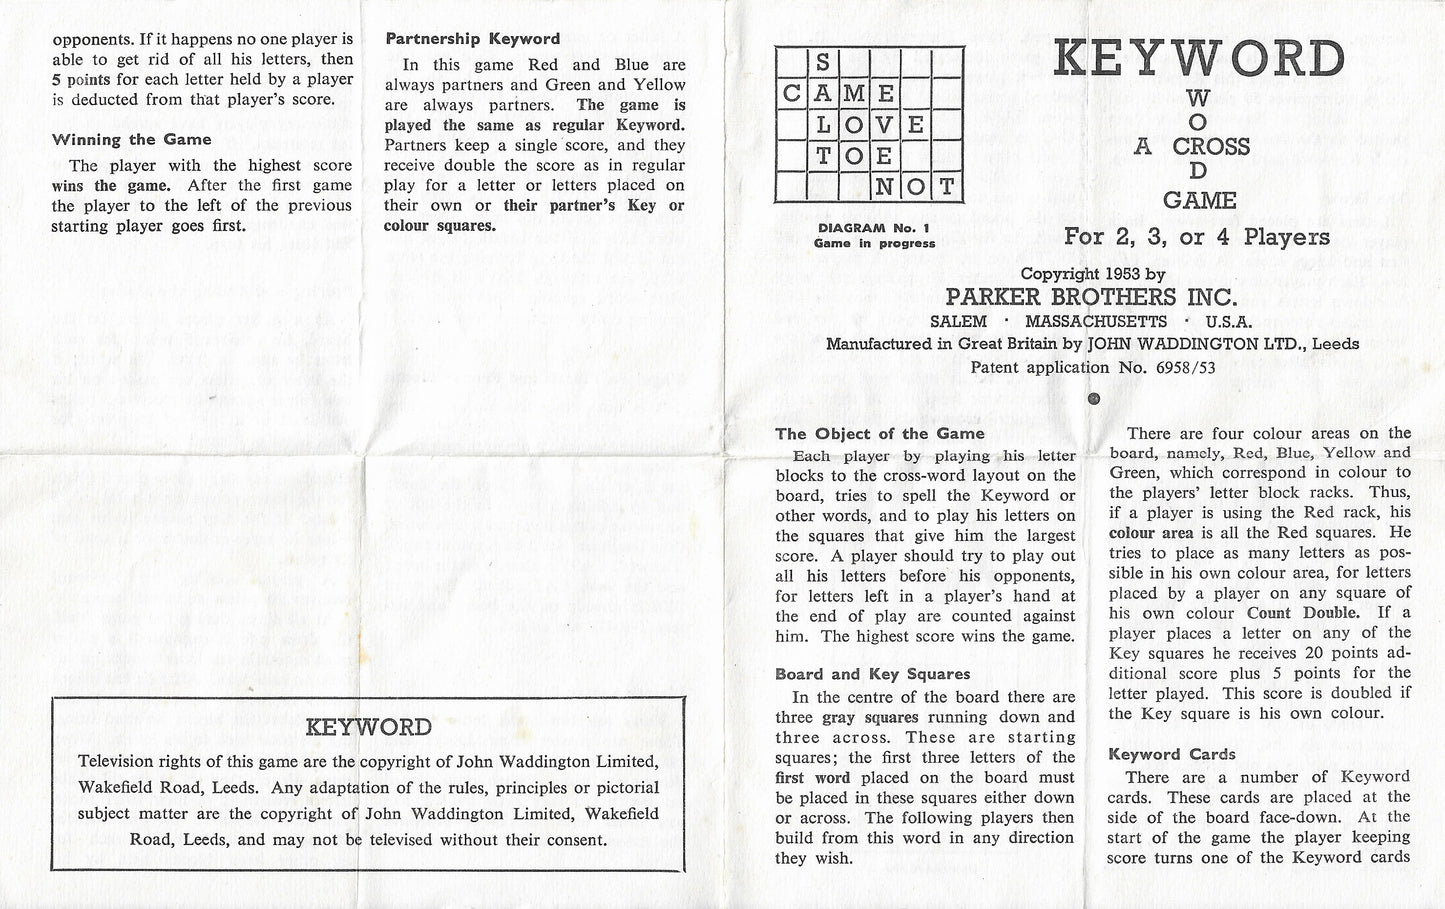 opponents. If it happens no one player is
able to get rid of all his letters, then
5 points for each letter held by a player
is deducted from that player's score.
Winning the Game
The player with the highest score
wins the game. After the first game
the player to the left of the previous
starting player goes first.
Partnership Keyword
In this game Red and Blue are
always partners and Green and Yellow
are always partners. The game is
played the same as regular Keyword.
Partners keep a single score, and they
receive double the score as in regular
play for a letter or letters placed on
their own or their partner's Key or
colour squares.
KEYWORD
Television rights of this game are the copyright of John Waddington Limited,
Wakefield Road, Leeds. Any adaptation of the rules, principles or pictorial
subject matter are the copyright of John Waddington Limited, Wakefield
Road, Leeds, and may not be televised without their consent.
S
C A M E
L O V E
T O E
N O T
DIAGRAM No. 1
Game in progress
KEYWORD
W
O
A CROSS
D
GAME
For 2, 3, or 4 Players
Copyright 1953 by
PARKER BROTHERS INC.
SALEM · MASSACHUSETTS · U.S.A.
Manufactured in Great Britain by JOHN WADDINGTON LTD., Leeds
Patent application No. 6958/53
The Object of the Game
Each player by playing his letter
blocks to the cross-word layout on the
board, tries to spell the Keyword or
other words, and to play his letters on
the squares that give him the largest
score. A player should try to play out
all his letters before his opponents,
for letters left in a player's hand at
the end of play are counted against
him. The highest score wins the game.
Board and Key Squares
In the centre of the board there are
three gray squares running down and
three across. These are starting
squares; the first three letters of the
first word placed on the board must
be placed in these squares either down
or across. The following players then
build from this word in any direction
they wish.
There are four colour areas on the
board, namely, Red, Blue, Yellow and
Green, which correspond in colour to
the players' letter block racks. Thus,
if a player is using the Red rack, his
colour area is all the Red squares. He
tries to place as many letters as pos-
sible in his own colour area, for letters
placed by a player on any square of
his own colour Count Double. If a
player places a letter on any of the
Key squares he receives 20 points ad-
ditional score plus 5 points for the
letter played. This score is doubled if
the Key square is his own colour.
Keyword Cards
There are a number of Keyword
cards. These cards are placed at the
side of the board face-down. At the
start of the game the player keeping
score turns one of the Keyword cards